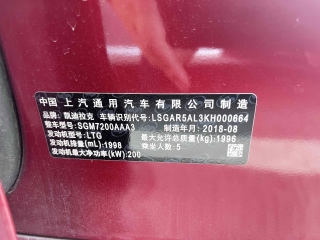 中国上汽通用汽车有限公司制造
品牌：凯迪拉克 车辆识别代号：LSGAR5AL3KH000664
整车型号：SGM7200AAA3 制造年月：2018-08
发动机型号：LTG 最大允许总质量(kg)：1996
发动机排量(mL)：1998 乘坐人数：5
发动机最大净功率(kW)：200